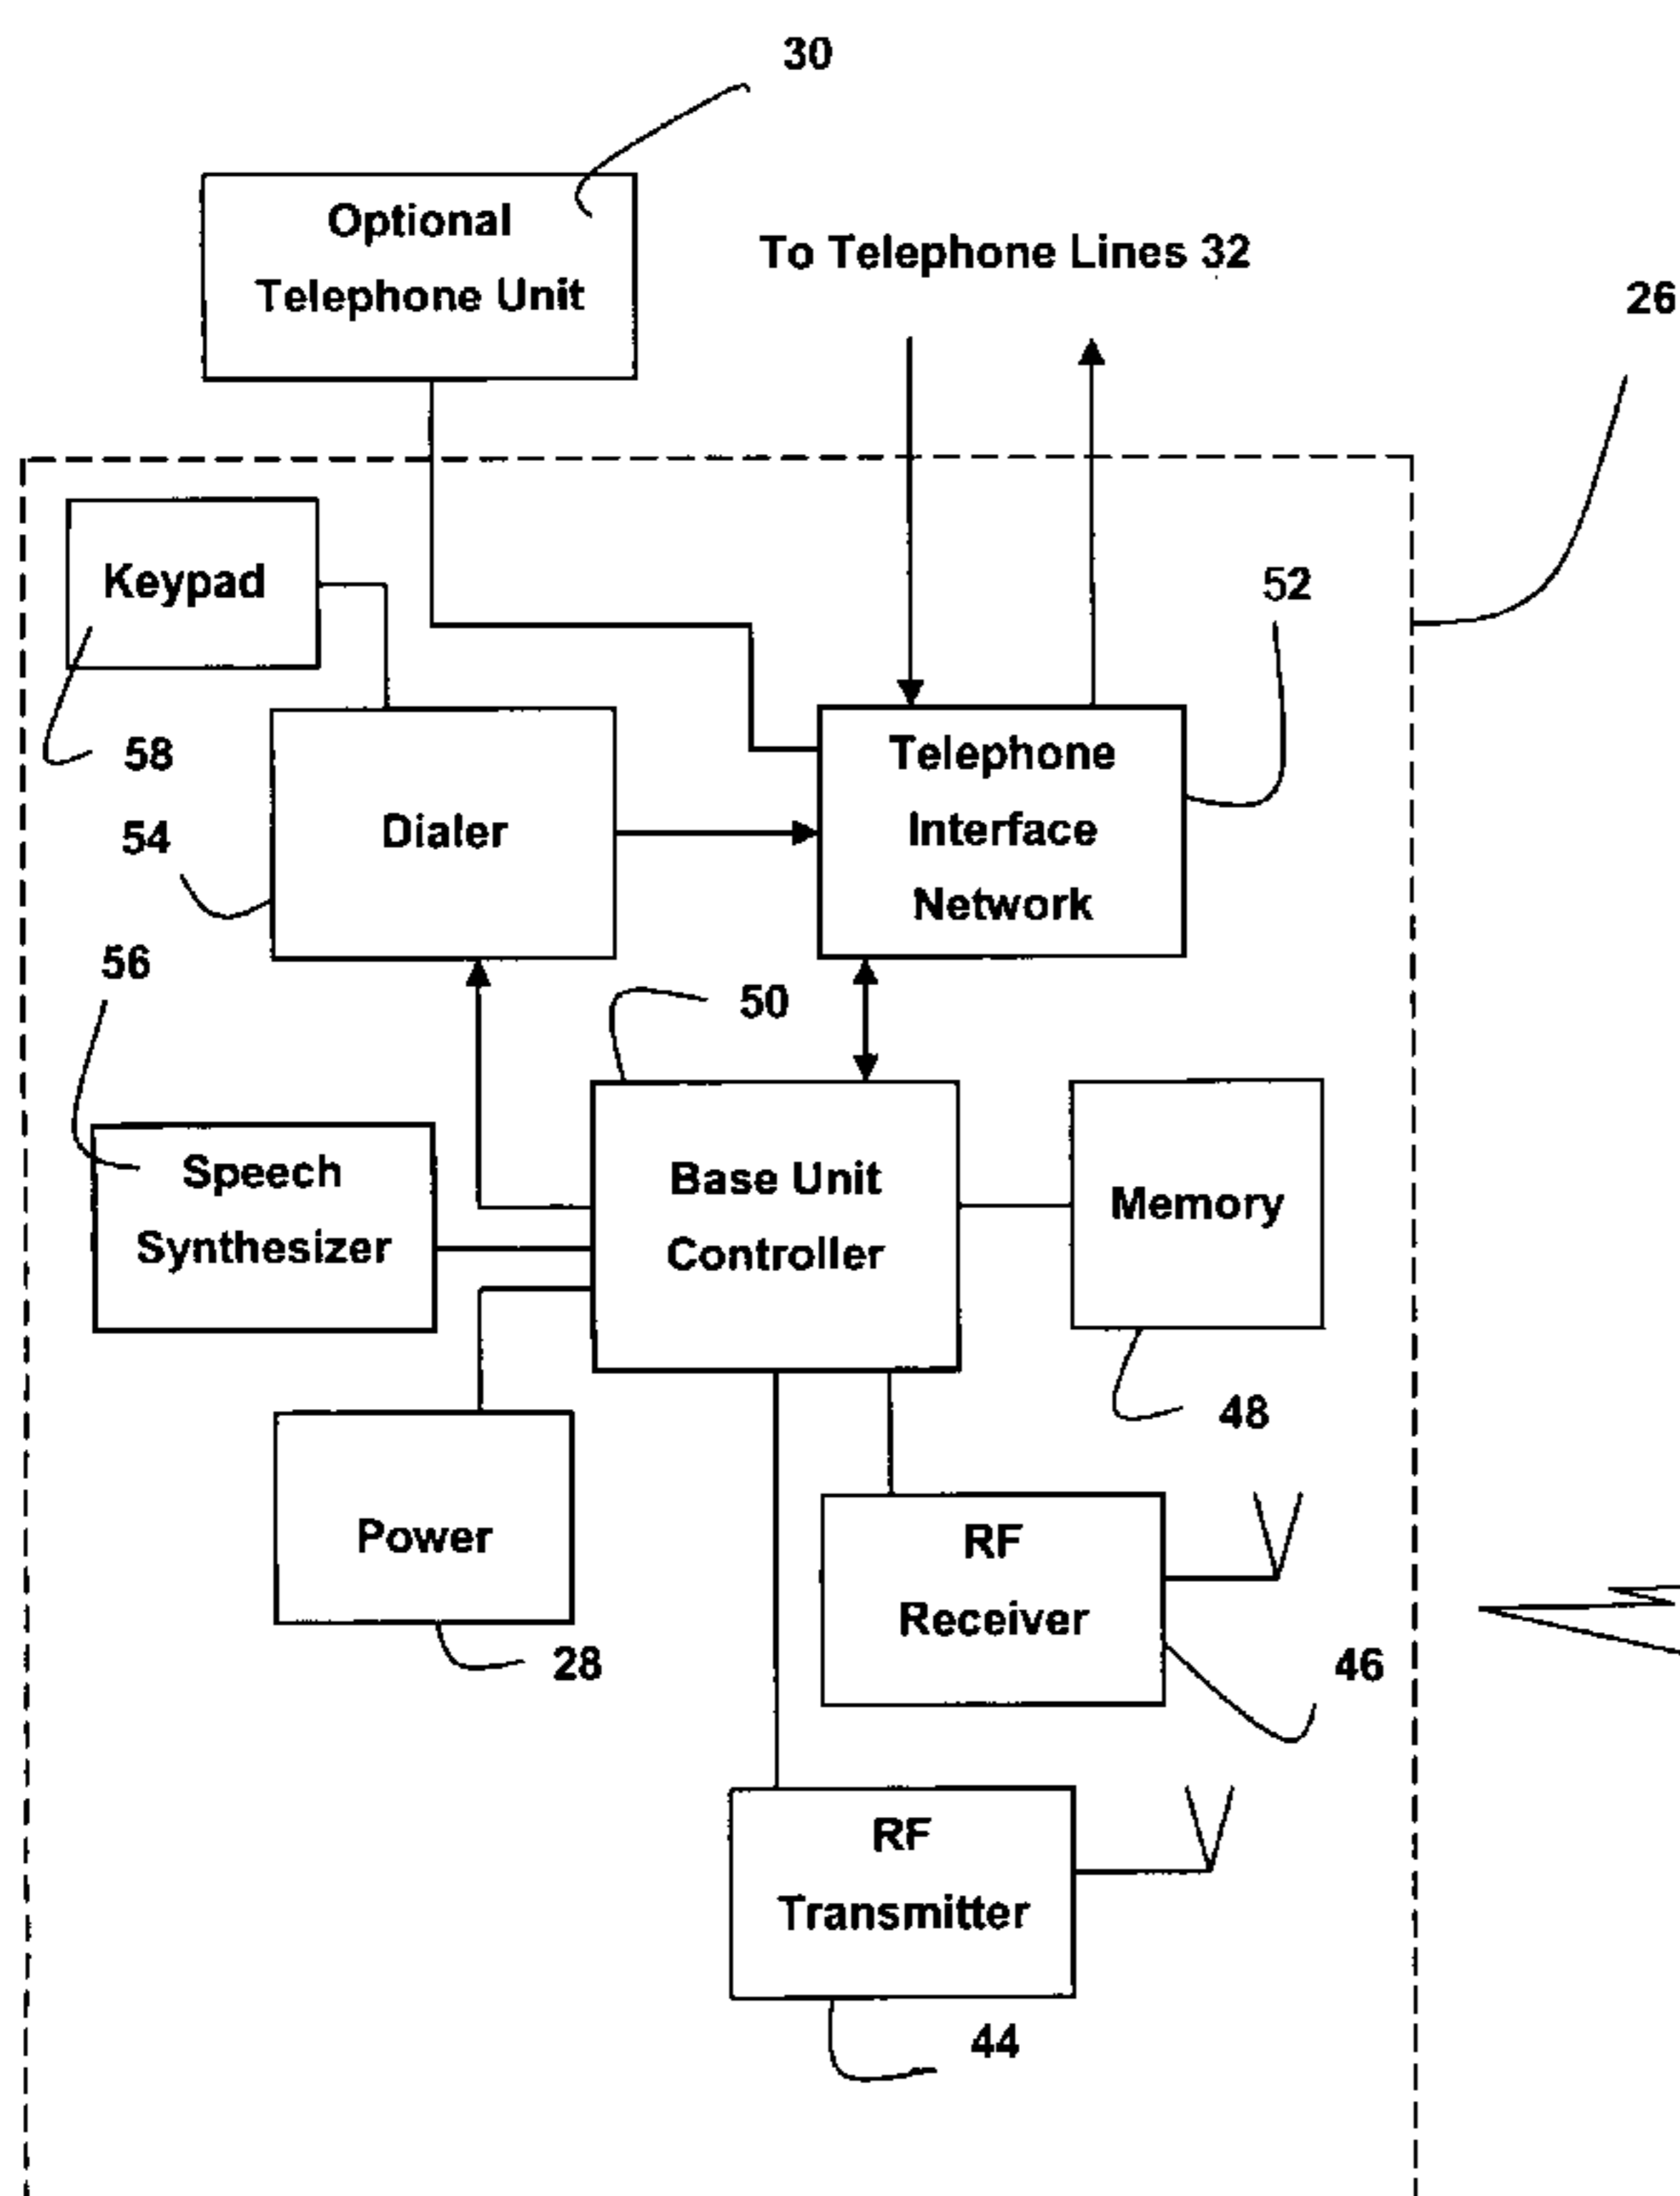 30
Optional
Telephone Unit
To Telephone Lines 32
26
Keypad
52
58
Telephone
Interface
Network
54
Dialer
56
50
Speech
Synthesizer
Base Unit
Controller
Memory
48
Power
28
RF
Receiver
46
RF
Transmitter
44